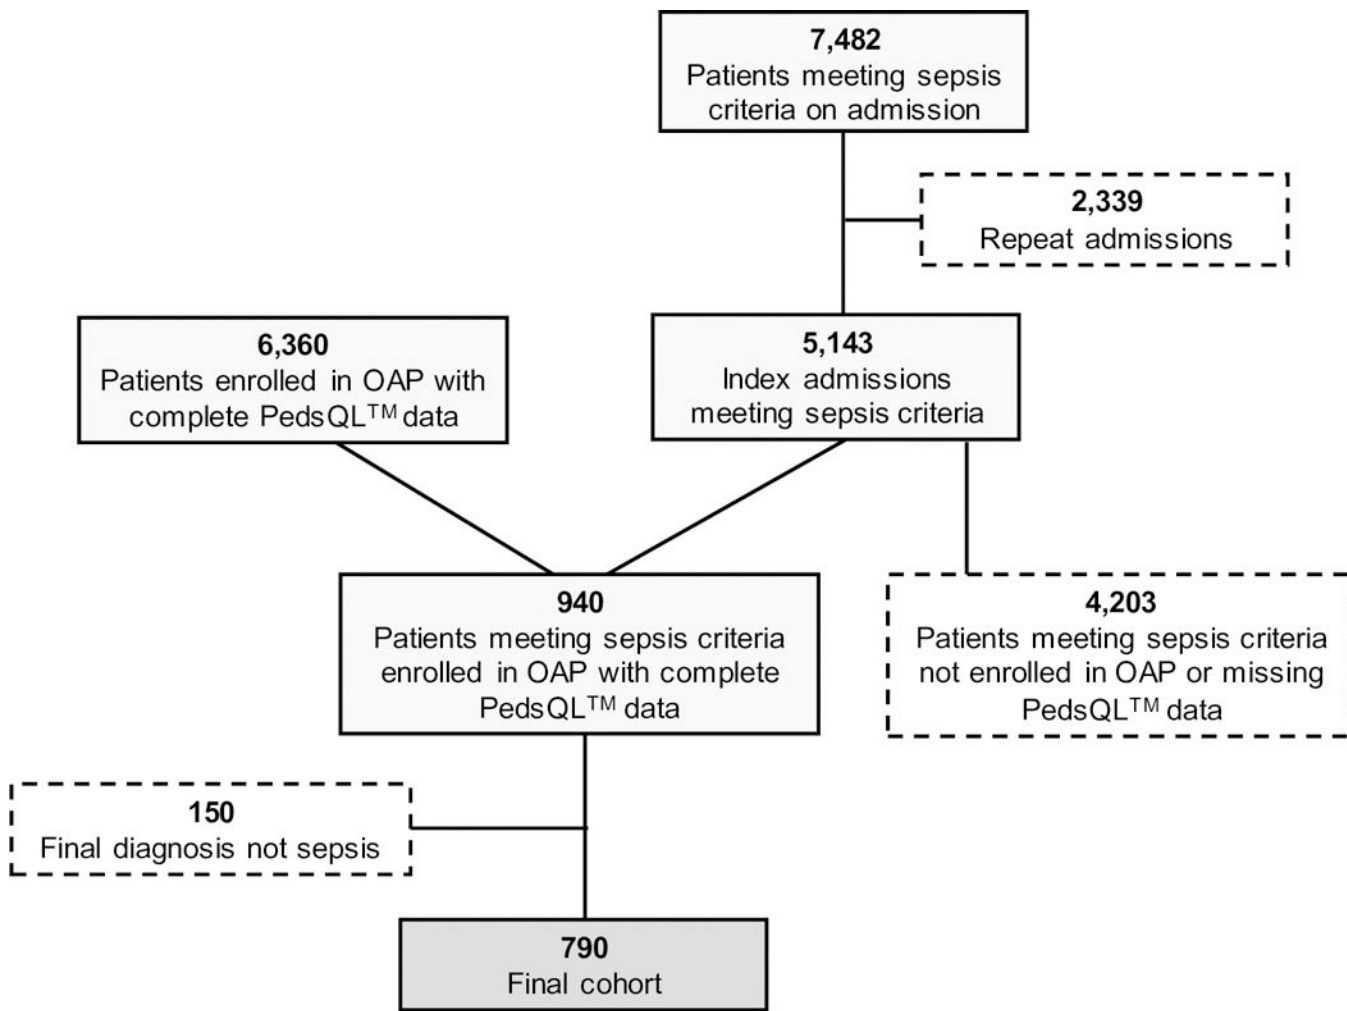 7,482
Patients meeting sepsis
criteria on admission
2,339
Repeat admissions
6,360
Patients enrolled in OAP with
complete PedsQL™ data
5,143
Index admissions
meeting sepsis criteria
940
Patients meeting sepsis criteria
enrolled in OAP with complete
PedsQL™ data
4,203
Patients meeting sepsis criteria
not enrolled in OAP or missing
PedsQL™ data
150
Final diagnosis not sepsis
790
Final cohort